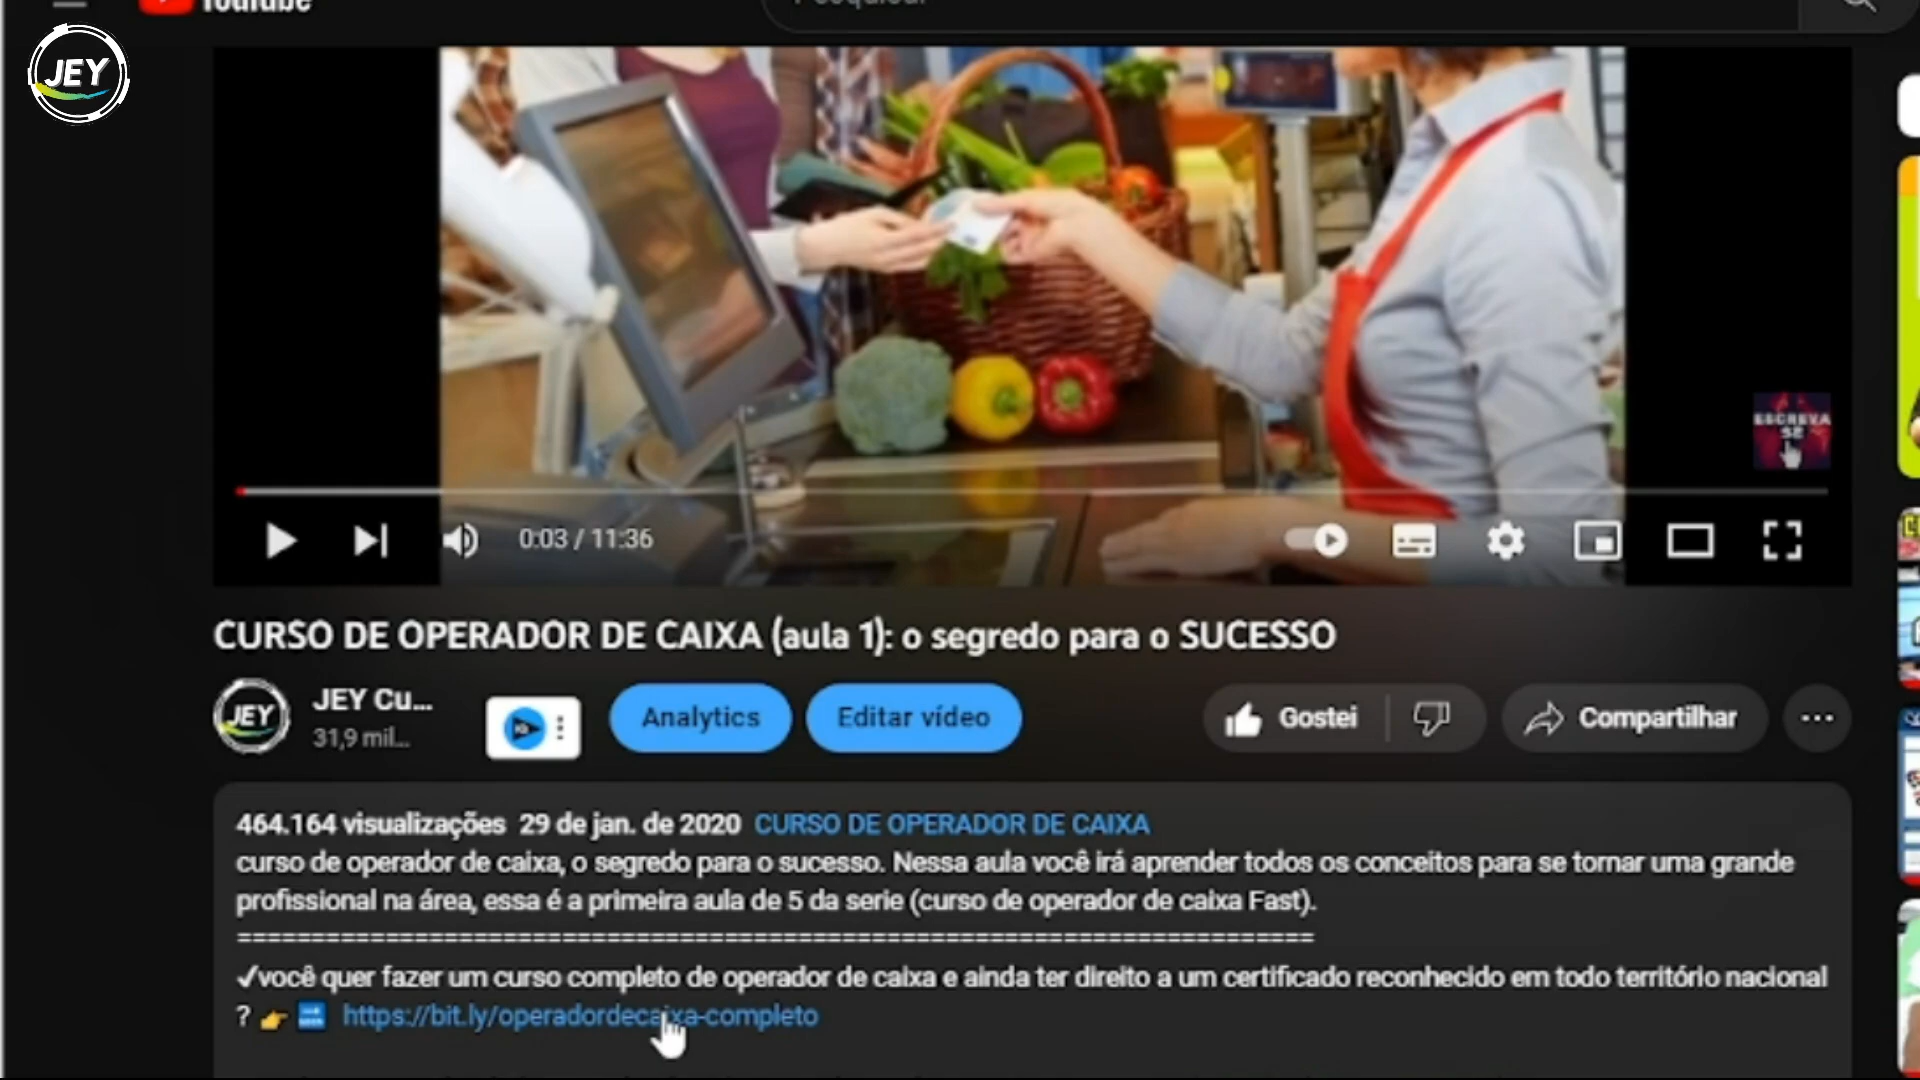 YouTube
Pesquisar
JEY
ESCREVA
SE
0:03 / 11:36
CURSO DE OPERADOR DE CAIXA (aula 1): o segredo para o SUCESSO
JEY
JEY Cu...
31,9 mil...
Analytics
Editar vídeo
Gostei
Compartilhar
464.164 visualizações 29 de jan. de 2020 CURSO DE OPERADOR DE CAIXA
curso de operador de caixa, o segredo para o sucesso. Nessa aula você irá aprender todos os conceitos para se tornar uma grande
profissional na área, essa é a primeira aula de 5 da serie (curso de operador de caixa Fast).
==========================================================================
✓você quer fazer um curso completo de operador de caixa e ainda ter direito a um certificado reconhecido em todo território nacional
? 👉 🔜 https://bit.ly/operadordecaixa-completo